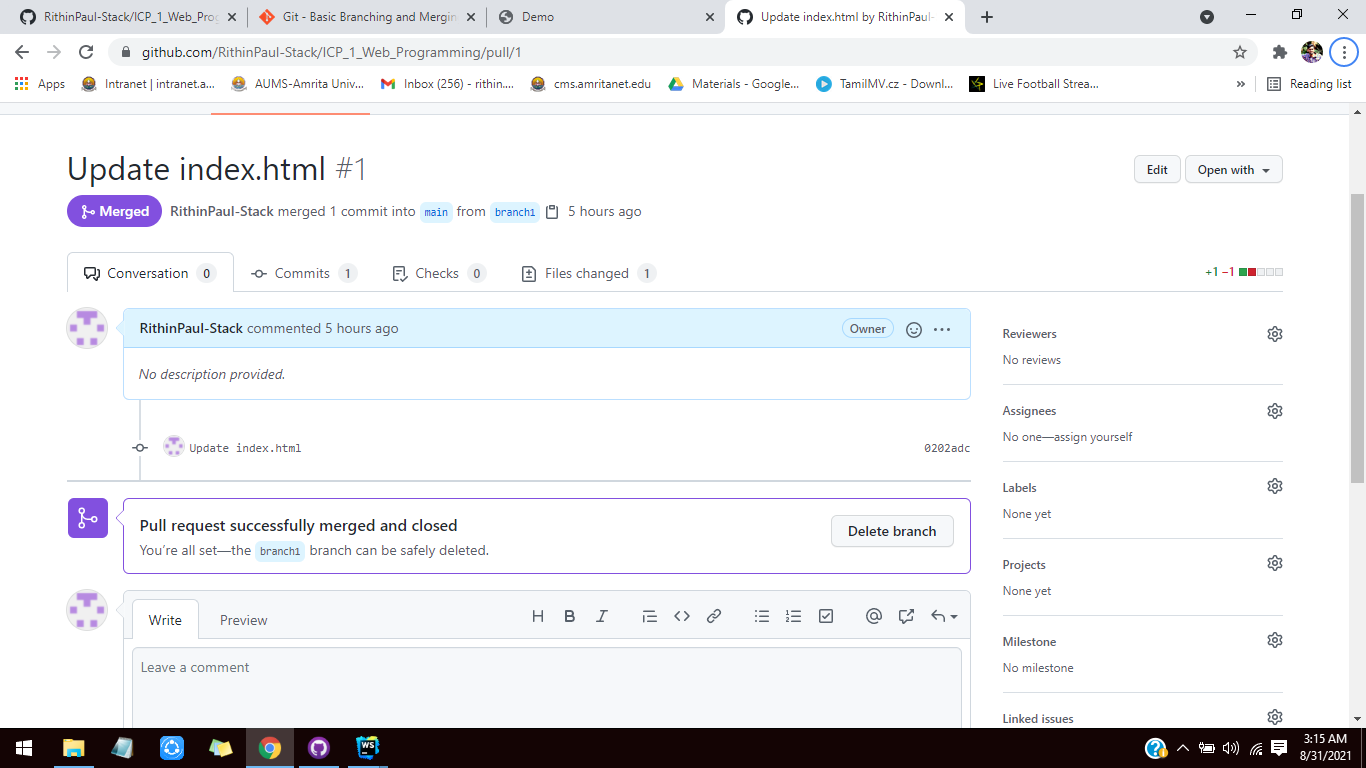 RithinPaul-Stack/ICP_1_Web_Prog
Git - Basic Branching and Merging
Demo
Update index.html by RithinPaul-
github.com/RithinPaul-Stack/ICP_1_Web_Programming/pull/1
Apps
Intranet | intranet.a...
AUMS-Amrita Univ...
Inbox (256) - rithin....
cms.amritanet.edu
Materials - Google...
TamilMV.cz - Downl...
Live Football Strea...
»
Reading list
Update index.html #1
Edit
Open with
Merged
RithinPaul-Stack merged 1 commit into main from branch1 5 hours ago
Conversation 0
Commits 1
Checks 0
Files changed 1
+1 −1
RithinPaul-Stack commented 5 hours ago
Owner
No description provided.
Update index.html
0202adc
Pull request successfully merged and closed
You're all set—the branch1 branch can be safely deleted.
Delete branch
Write
Preview
Leave a comment
Reviewers
No reviews
Assignees
No one—assign yourself
Labels
None yet
Projects
None yet
Milestone
No milestone
Linked issues
WS
3:15 AM
8/31/2021